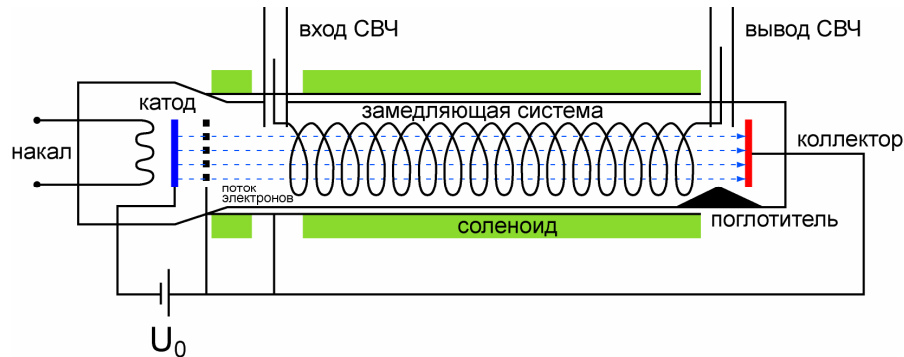 вход СВЧ
вывод СВЧ
катод
замедляющая система
накал
коллектор
поток
электронов
поглотитель
соленоид
U₀